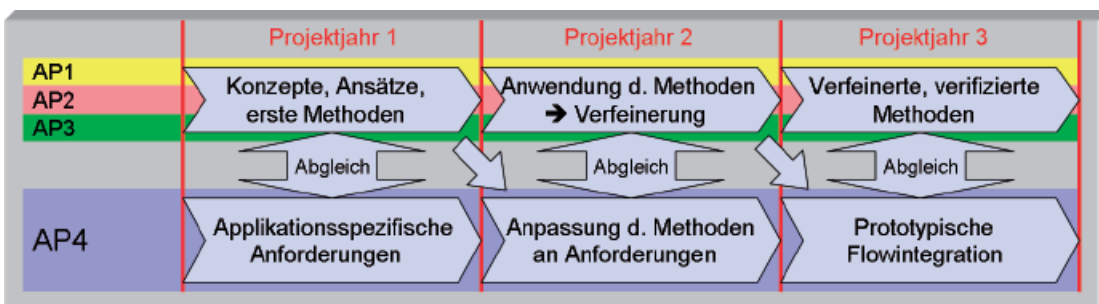 Projektjahr 1
Projektjahr 2
Projektjahr 3
AP1
AP2
AP3
Konzepte, Ansätze,
erste Methoden
Anwendung d. Methoden
➔ Verfeinerung
Verfeinerte, verifizierte
Methoden
Abgleich
Abgleich
Abgleich
AP4
Applikationsspezifische
Anforderungen
Anpassung d. Methoden
an Anforderungen
Prototypische
Flowintegration